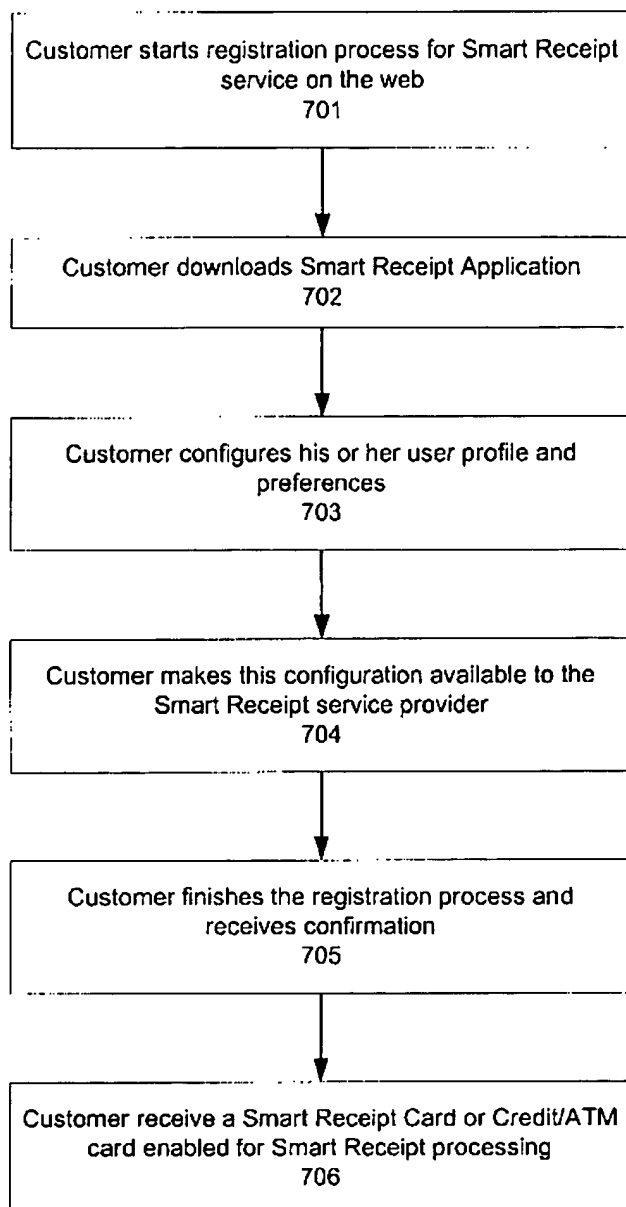 Customer starts registration process for Smart Receipt
service on the web
701
Customer downloads Smart Receipt Application
702
Customer configures his or her user profile and
preferences
703
Customer makes this configuration available to the
Smart Receipt service provider
704
Customer finishes the registration process and
receives confirmation
705
Customer receive a Smart Receipt Card or Credit/ATM
card enabled for Smart Receipt processing
706